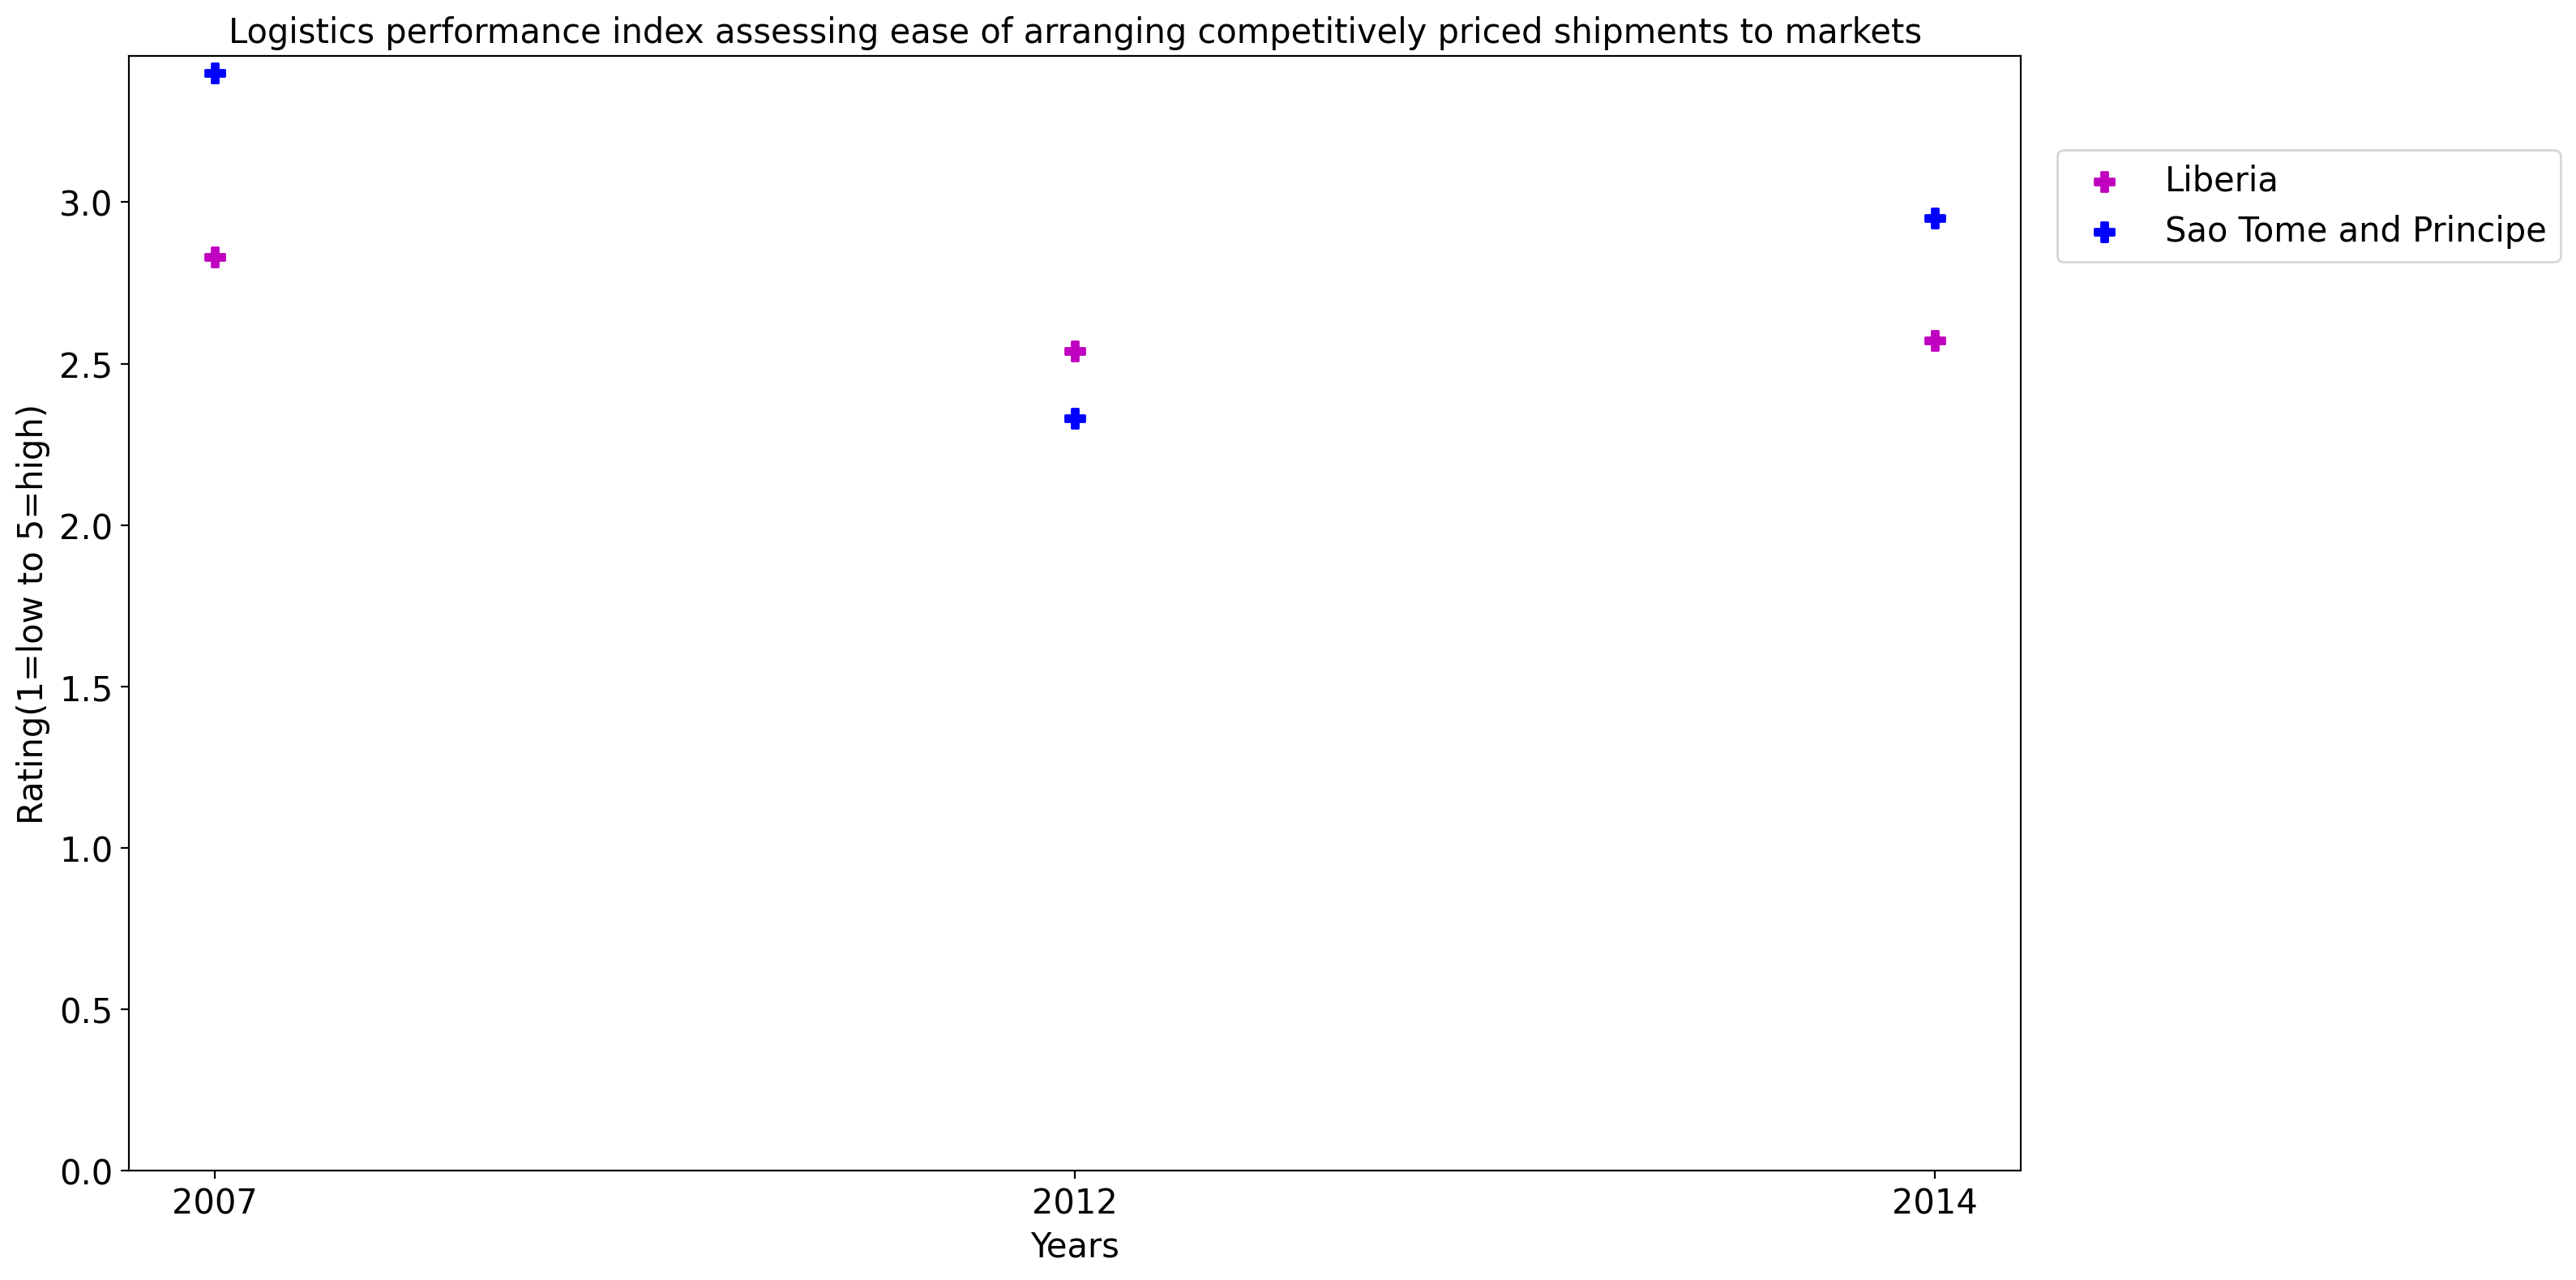 Logistics performance index assessing ease of arranging competitively priced shipments to markets
Rating(1=low to 5=high)
3.0
2.5
2.0
1.5
1.0
0.5
0.0
2007
2012
2014
Years
Liberia
Sao Tome and Principe